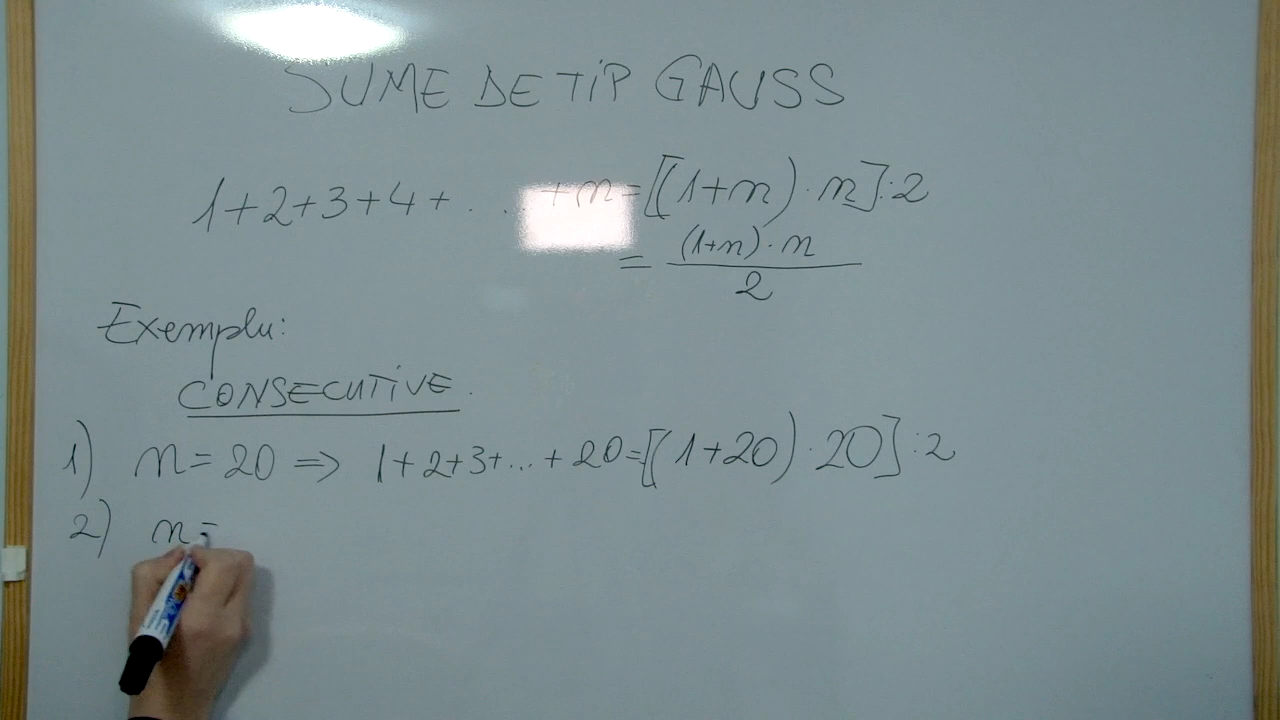 SUME DE TIP GAUSS
1+2+3+4+ . . . +n=[(1+n)·n]:2
= (1+n)·n / 2
Exemplu:
CONSECUTIVE.
1) n=20 => 1+2+3+...+20=[(1+20)·20]:2
2) n=